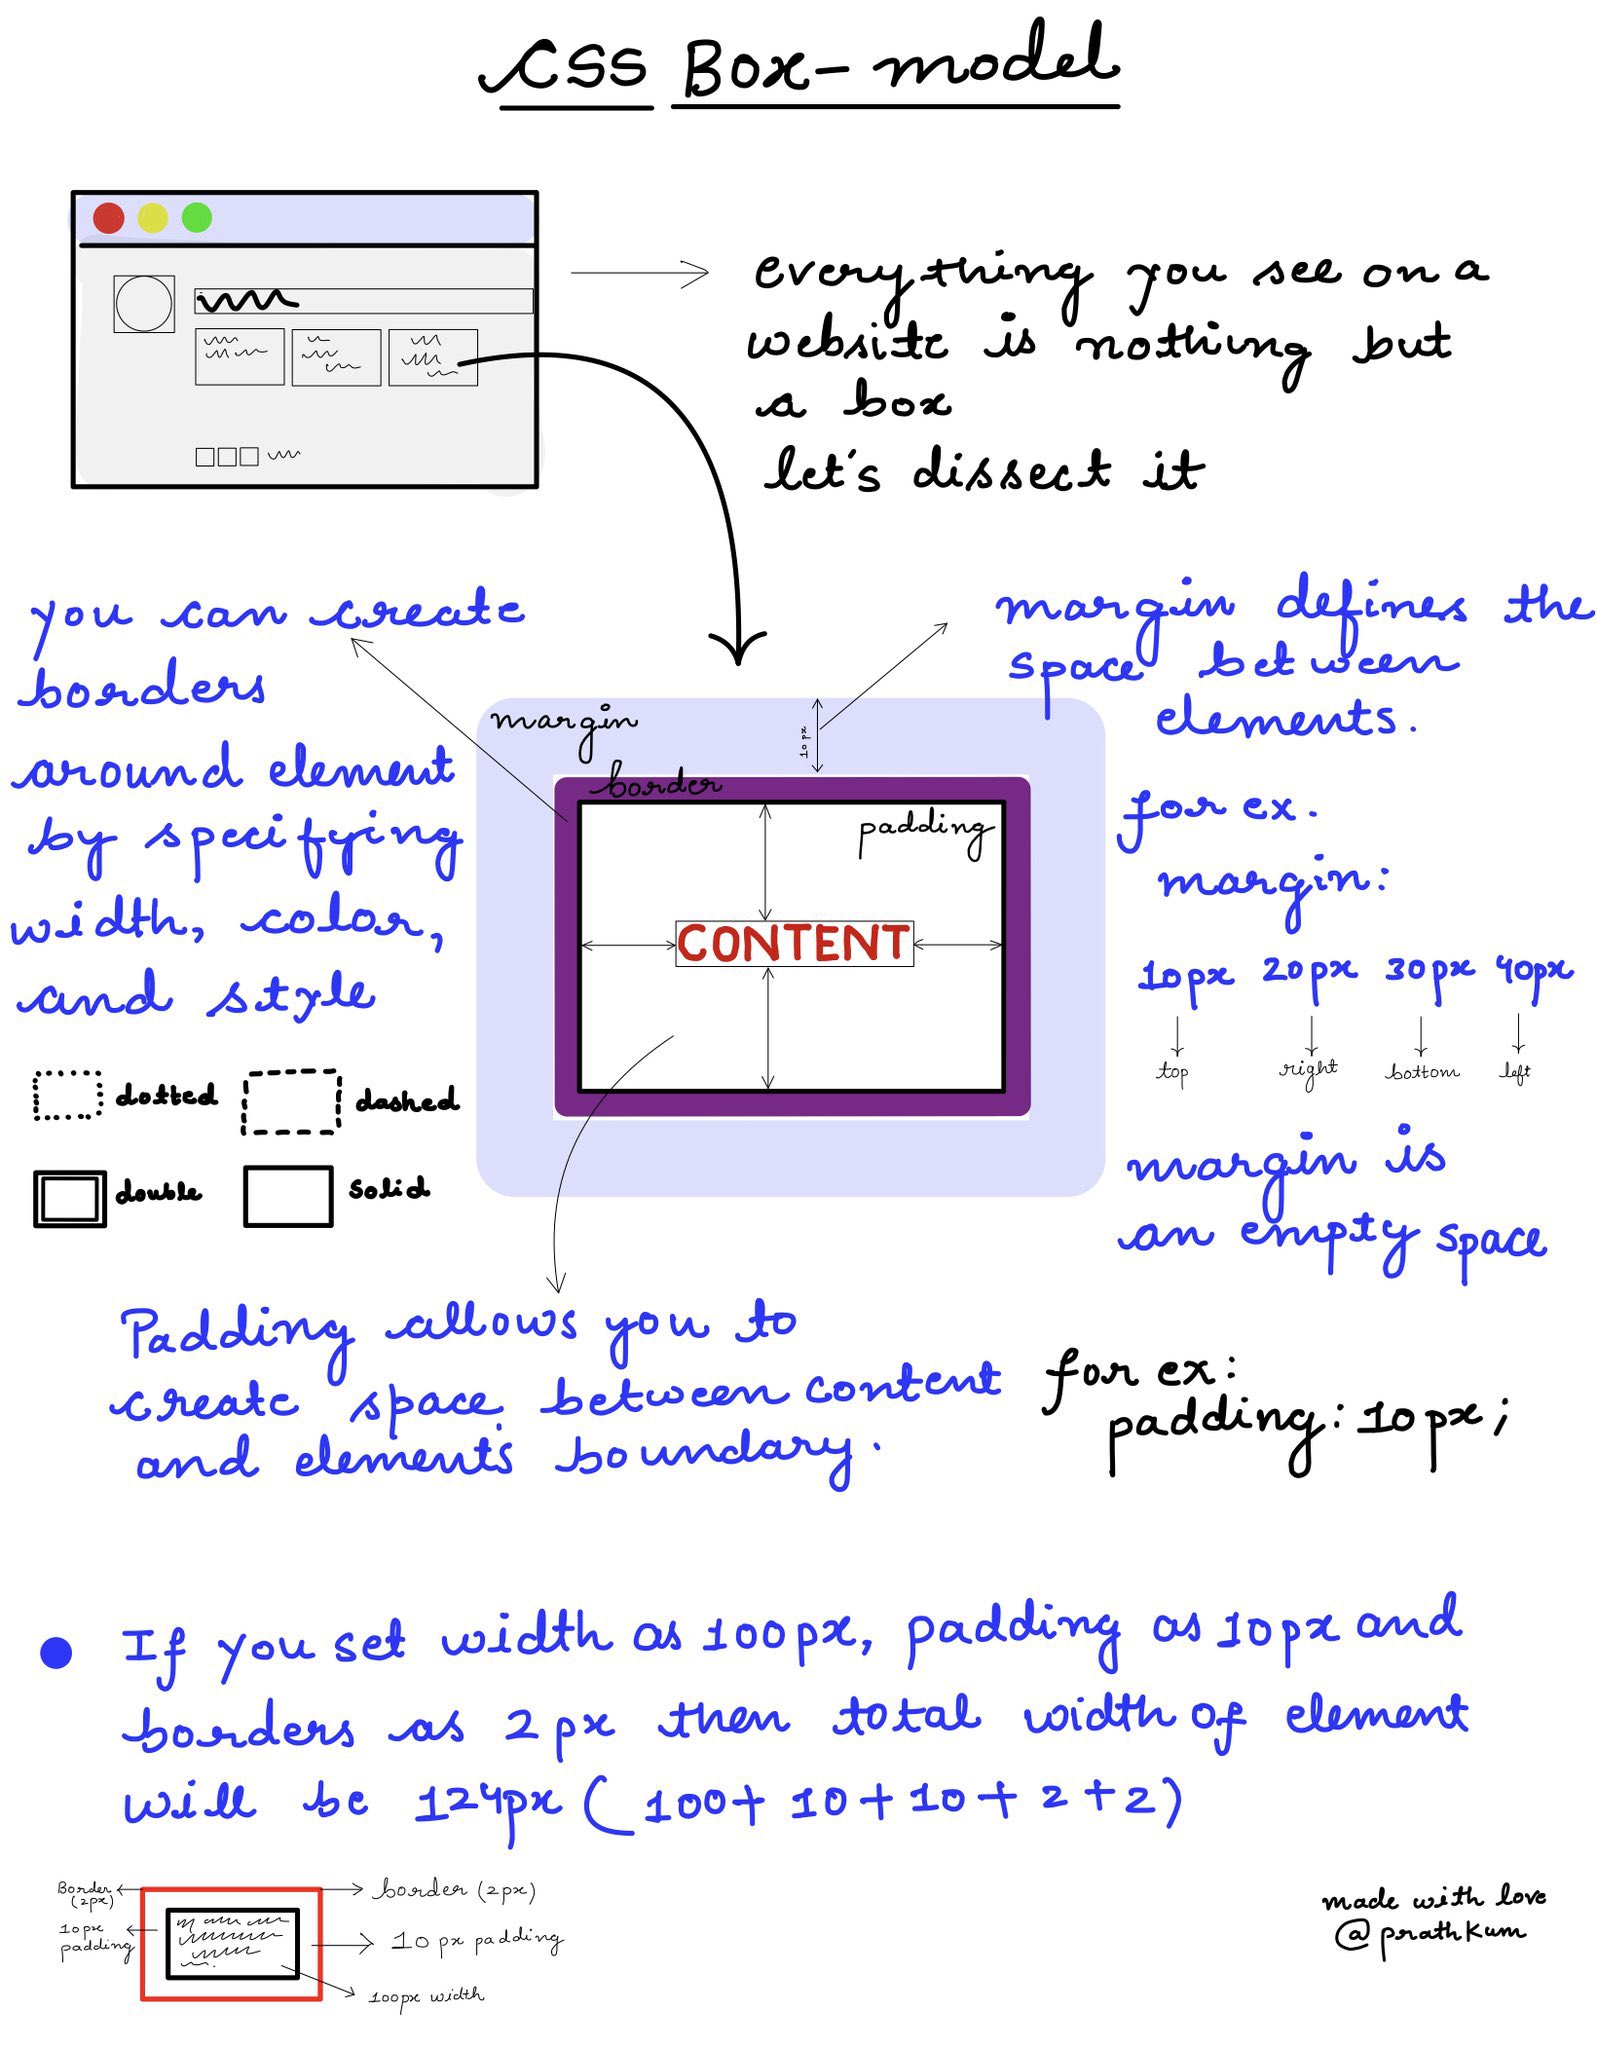 CSS Box-model
everything you see on a
website is nothing but
a box
let's dissect it
you can create
borders
around element
by specifying
width, color,
and style
dotted
dashed
double
solid
margin
10px
border
padding
CONTENT
margin defines the
space between
elements.
for ex.
margin:
10px 20px 30px 40px
top right bottom left
margin is
an empty space
Padding allows you to
create space between content
and element's boundary.
for ex:
padding: 10px;
If you set width as 100px, padding as 10px and
borders as 2px then total width of element
will be 124px (100+10+10+2+2)
Border
(2px)
10px
padding
border (2px)
10px padding
100px width
made with love
@prathkum